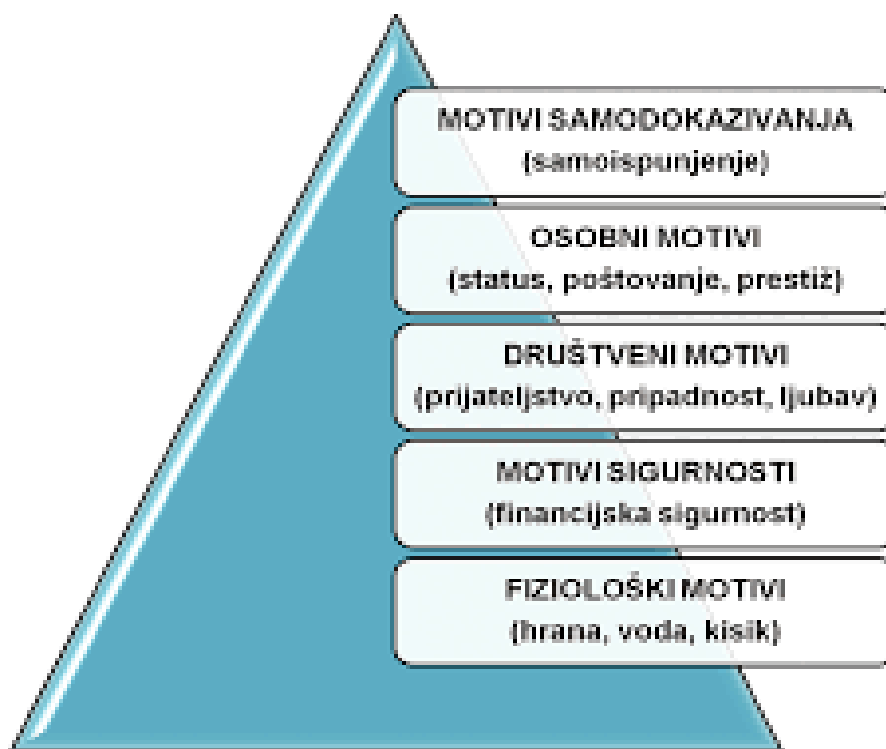 MOTIVI SAMODOKAZIVANJA
(samoispunjenje)
OSOBNI MOTIVI
(status, poštovanje, prestiž)
DRUŠTVENI MOTIVI
(prijateljstvo, pripadnost, ljubav)
MOTIVI SIGURNOSTI
(financijska sigurnost)
FIZIOLOŠKI MOTIVI
(hrana, voda, kisik)